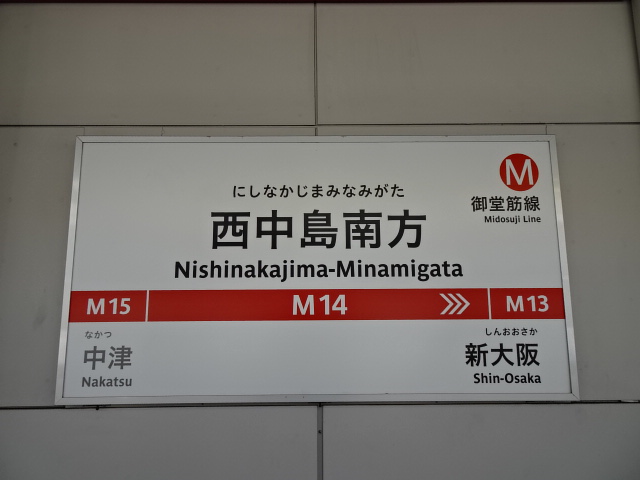 M
御堂筋線
Midosuji Line
にしなかじまみなみがた
西中島南方
Nishinakajima-Minamigata
M15 M14 M13
なかつ
中津
Nakatsu
しんおおさか
新大阪
Shin-Osaka